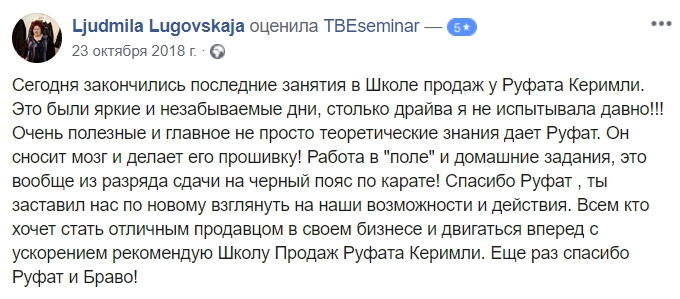 Ljudmila Lugovskaja оценила TBEseminar — 5★
23 октября 2018 г. ·
Сегодня закончились последние занятия в Школе продаж у Руфата Керимли.
Это были яркие и незабываемые дни, столько драйва я не испытывала давно!!!
Очень полезные и главное не просто теоретические знания дает Руфат. Он
сносит мозг и делает его прошивку! Работа в "поле" и домашние задания, это
вообще из разряда сдачи на черный пояс по карате! Спасибо Руфат , ты
заставил нас по новому взглянуть на наши возможности и действия. Всем кто
хочет стать отличным продавцом в своем бизнесе и двигаться вперед с
ускорением рекомендую Школу Продаж Руфата Керимли. Еще раз спасибо
Руфат и Браво!